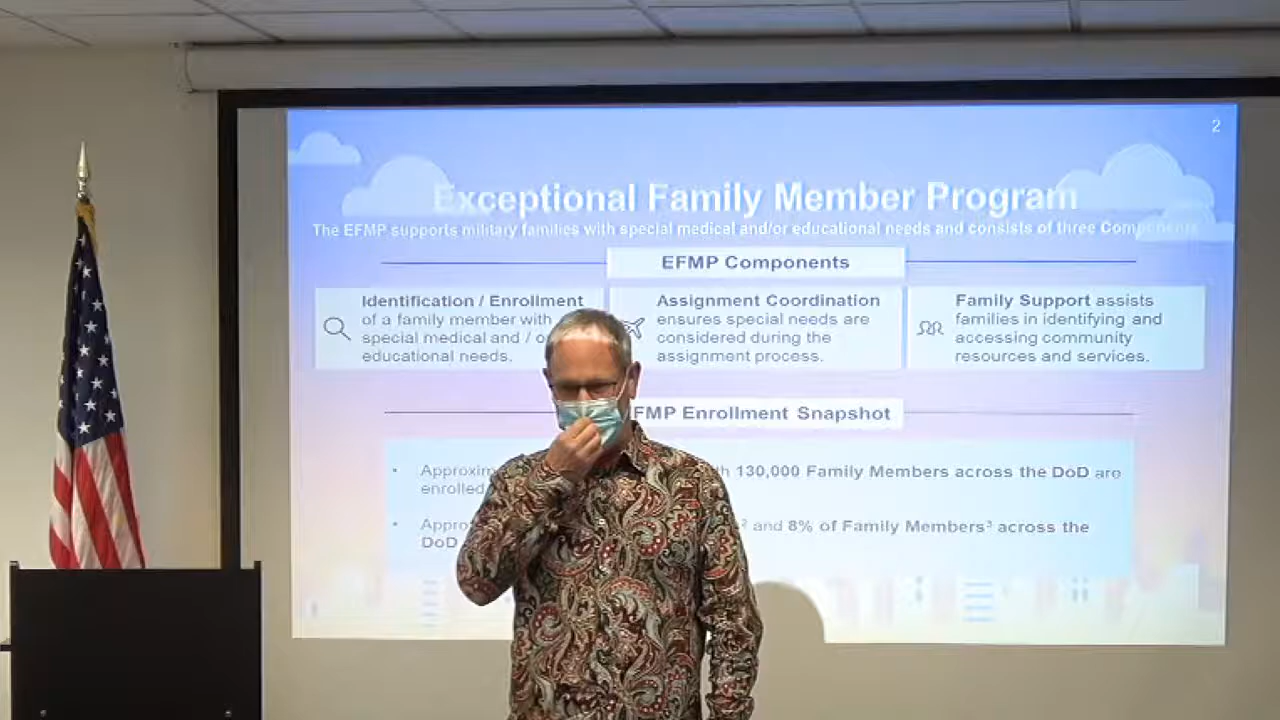 2
Exceptional Family Member Program
The EFMP supports military families with special medical and/or educational needs and consists of three Components
EFMP Components
Identification / Enrollment
of a family member with
special medical and / o
educational needs.
Assignment Coordination
ensures special needs are
considered during the
assignment process.
Family Support assists
families in identifying and
accessing community
resources and services.
FMP Enrollment Snapshot
• 130,000 Family Members across the DoD are
enrolled
• ² and 8% of Family Members³ across the
DoD